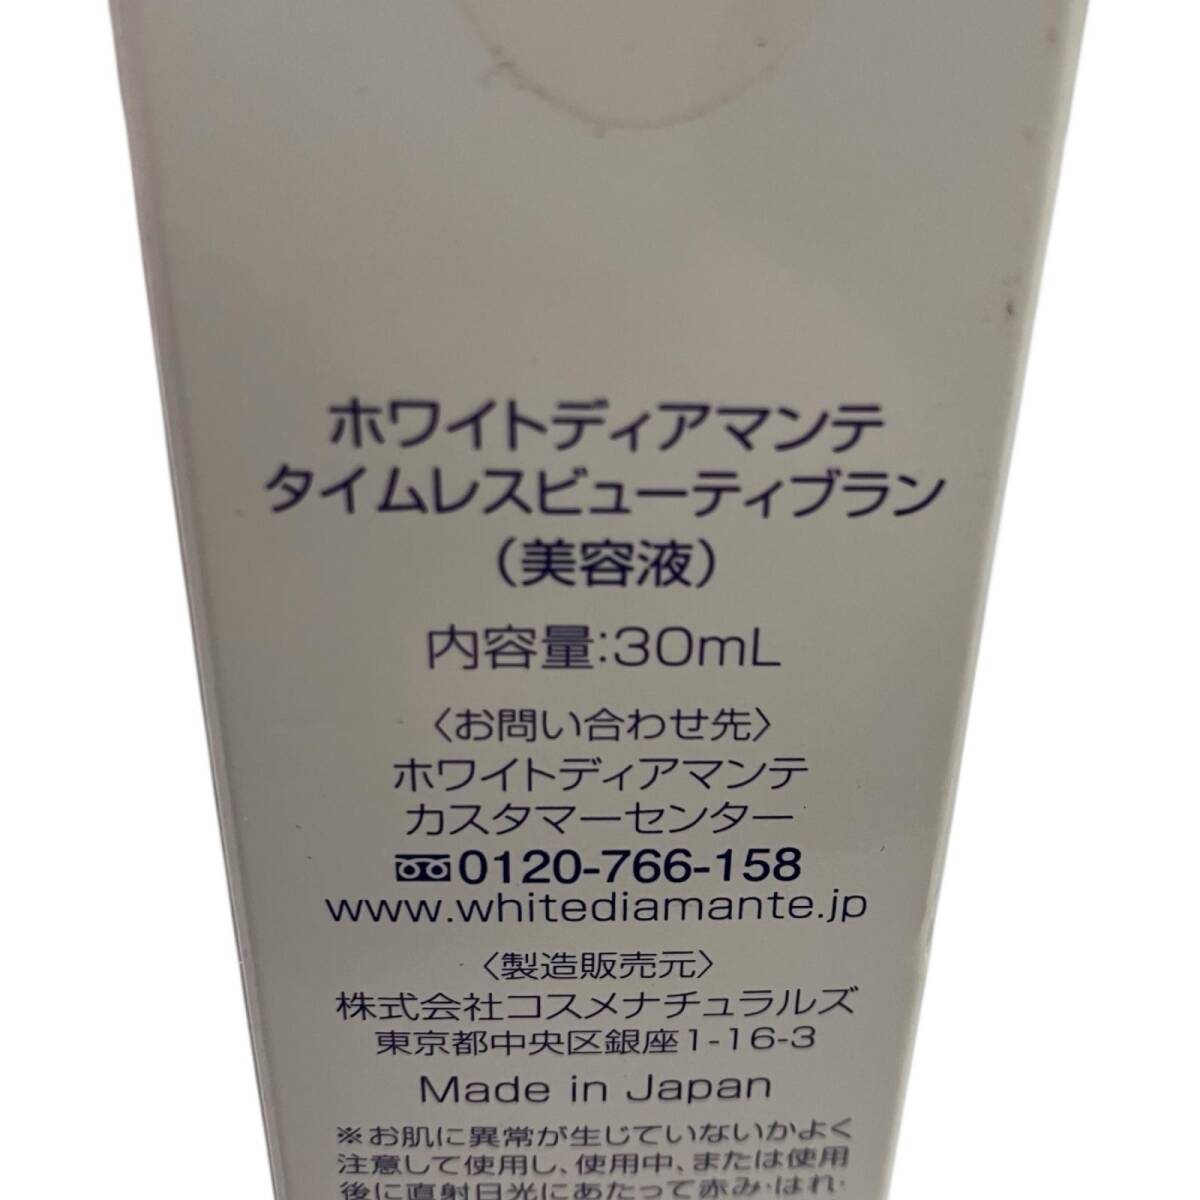 ホワイトディアマンテ
タイムレスビューティブラン
（美容液）
内容量:30mL
〈お問い合わせ先〉
ホワイトディアマンテ
カスタマーセンター
0120-766-158
www.whitediamante.jp
〈製造販売元〉
株式会社コスメナチュラルズ
東京都中央区銀座1-16-3
Made in Japan
※お肌に異常が生じていないかよく
注意して使用し、使用中、または使用
後に直射日光にあたって赤み・はれ・